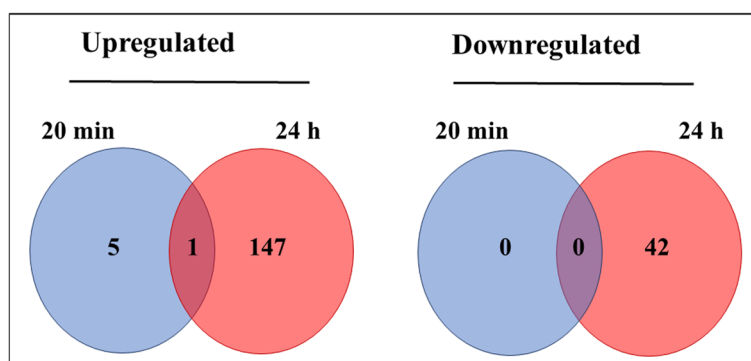 Upregulated
Downregulated
20 min
24 h
20 min
24 h
5
1
147
0
0
42